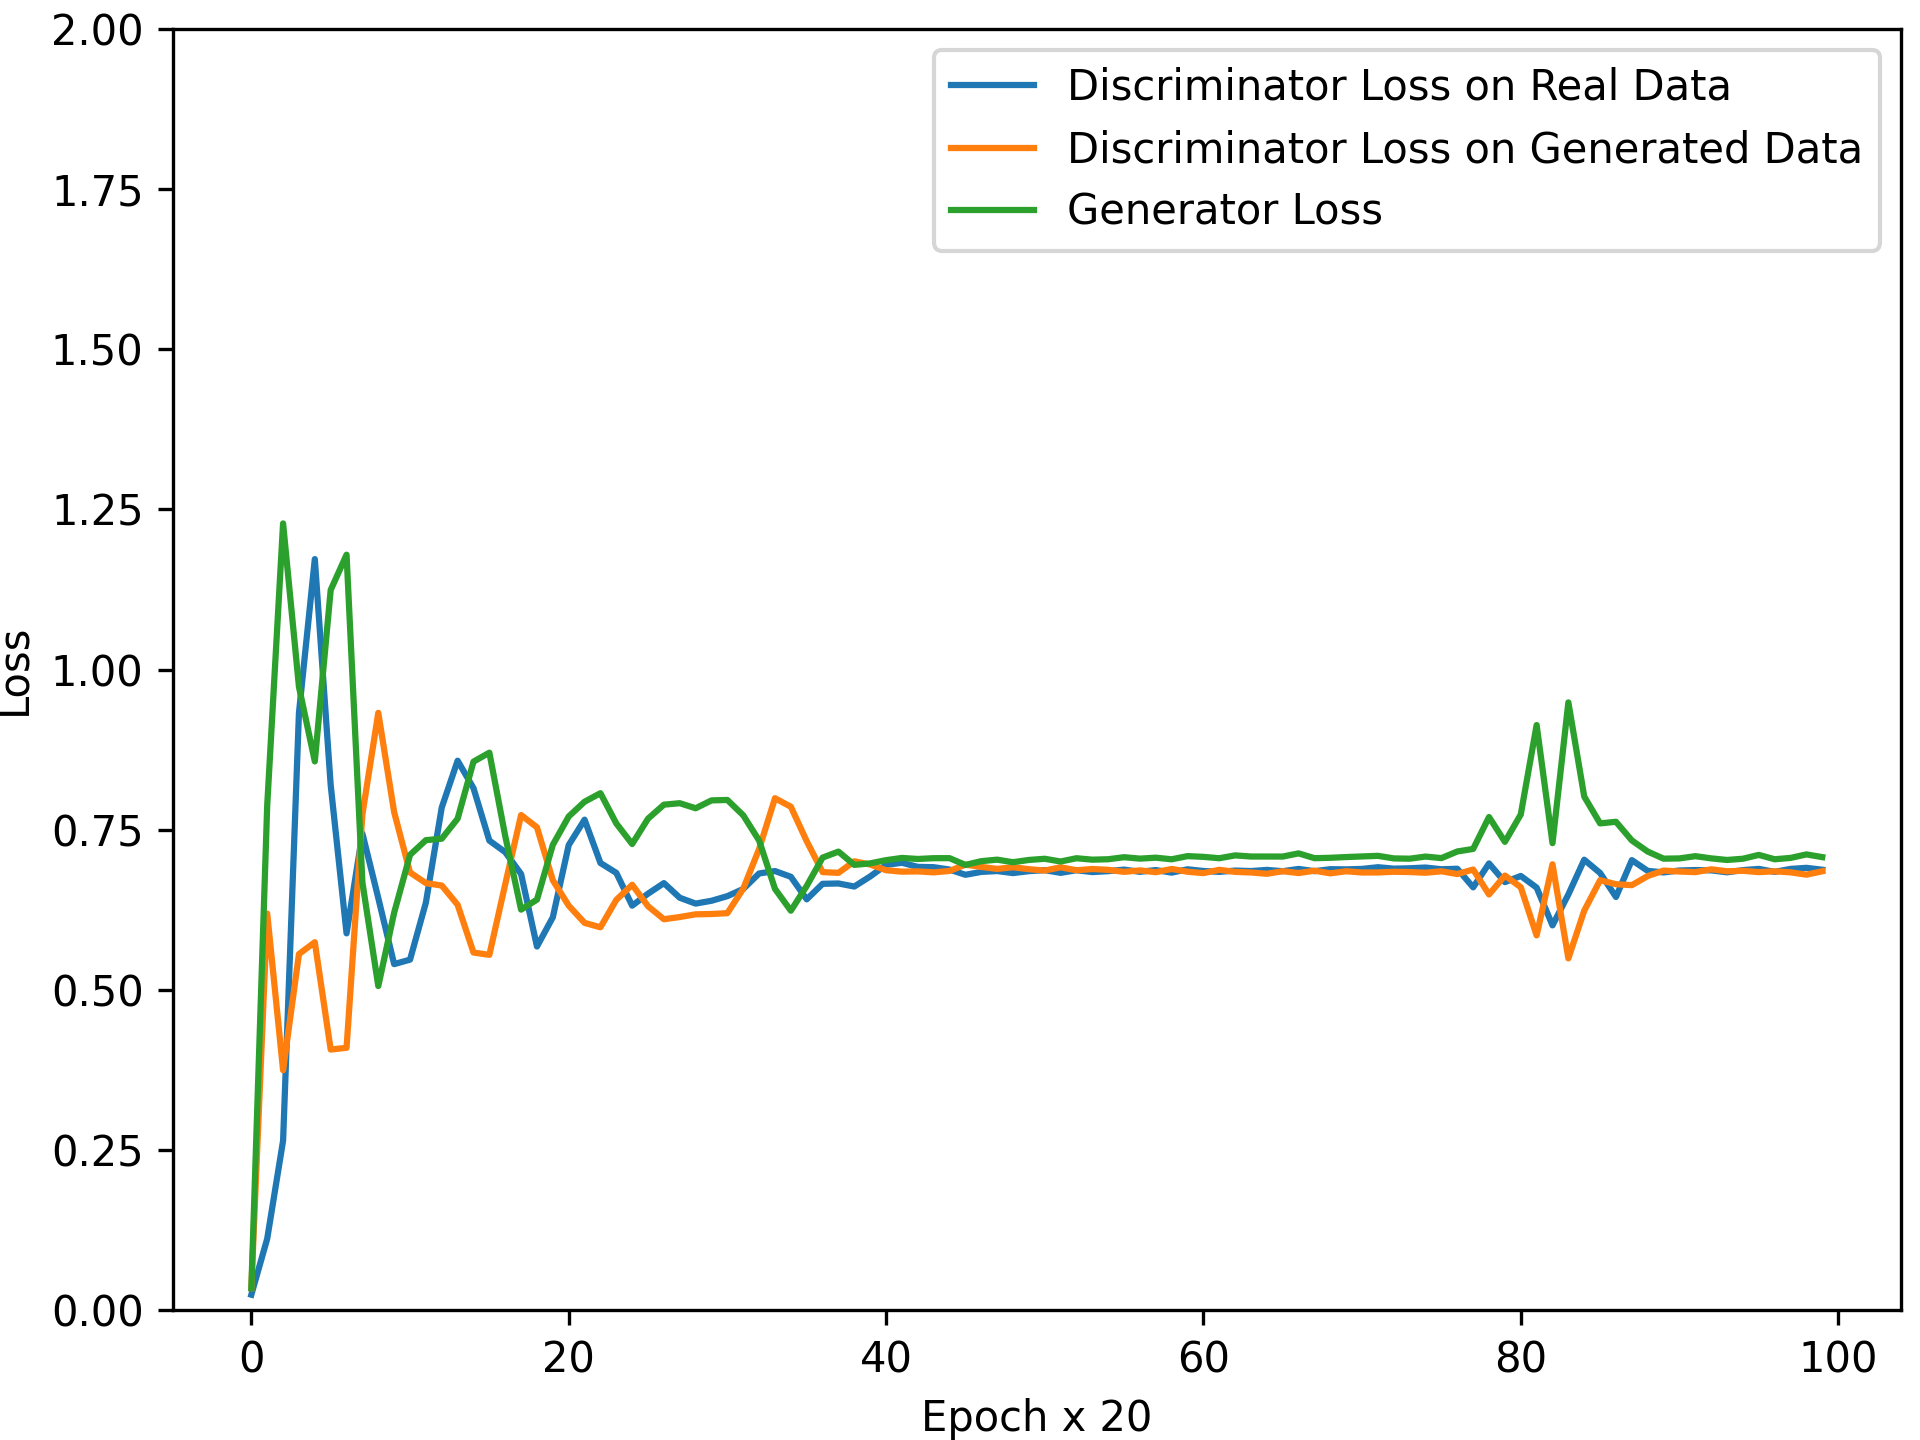 2.00
1.75
1.50
1.25
1.00
0.75
0.50
0.25
0.00
Loss
Discriminator Loss on Real Data
Discriminator Loss on Generated Data
Generator Loss
0 20 40 60 80 100
Epoch x 20